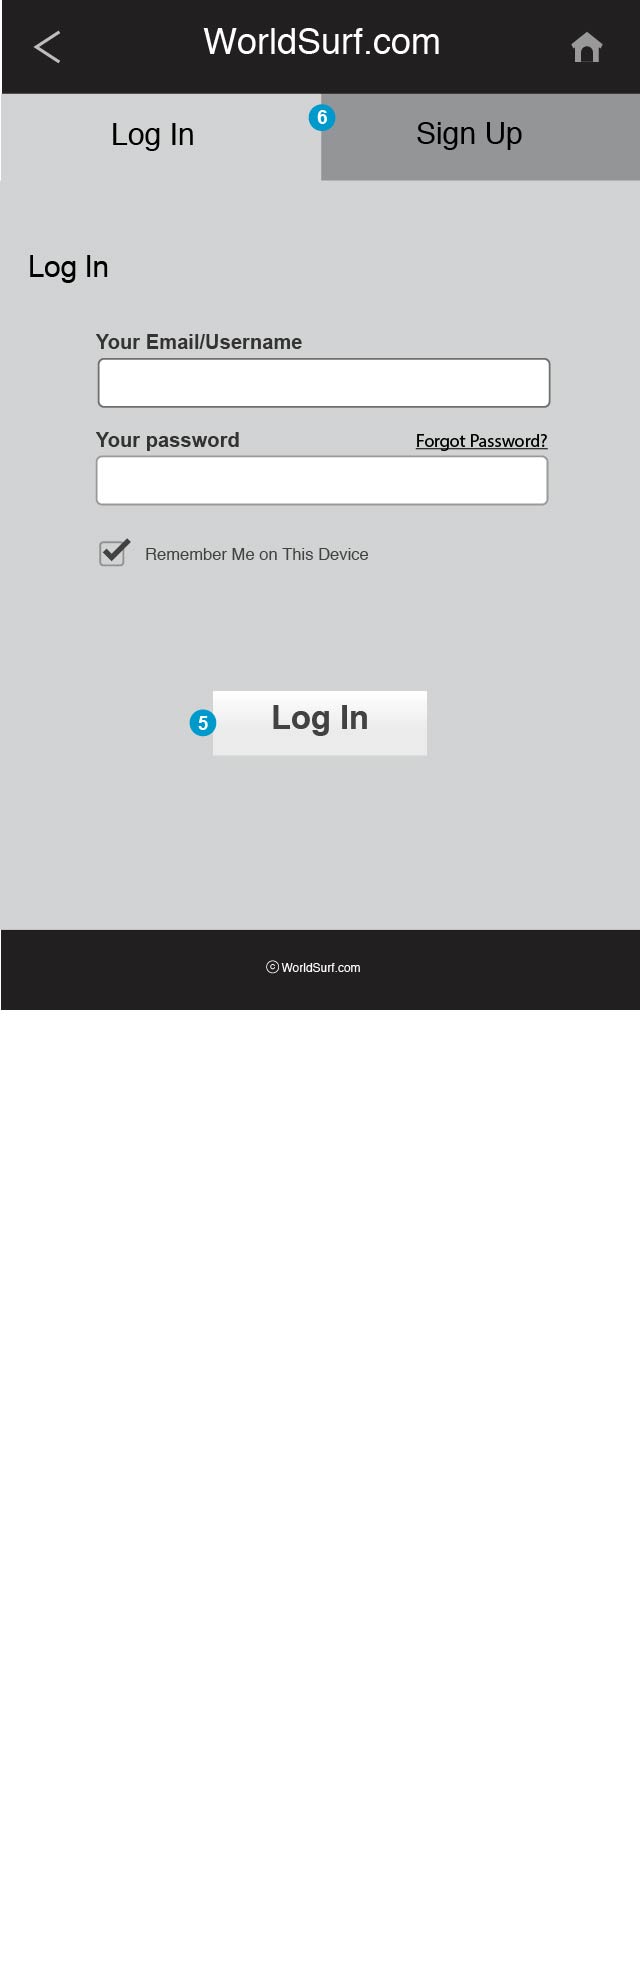 WorldSurf.com
Log In
6
Sign Up
Log In
Your Email/Username
Your password Forgot Password?
Remember Me on This Device
5
Log In
© WorldSurf.com